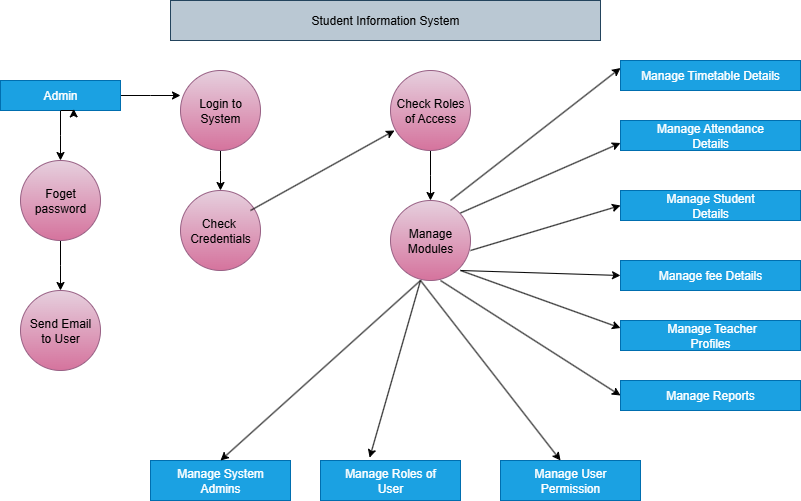 Student Information System
Admin
Login to
System
Check Roles
of Access
Manage Timetable Details
Manage Attendance
Details
Foget
password
Check
Credentials
Manage
Modules
Manage Student
Details
Manage fee Details
Send Email
to User
Manage Teacher
Profiles
Manage Reports
Manage System
Admins
Manage Roles of
User
Manage User
Permission